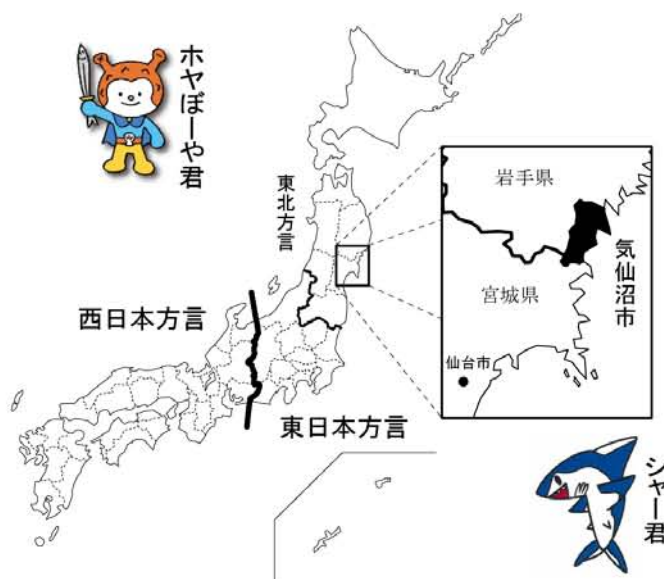 ホヤぼーや君
東北方言
西日本方言
東日本方言
岩手県
宮城県
気仙沼市
仙台市
シャー君